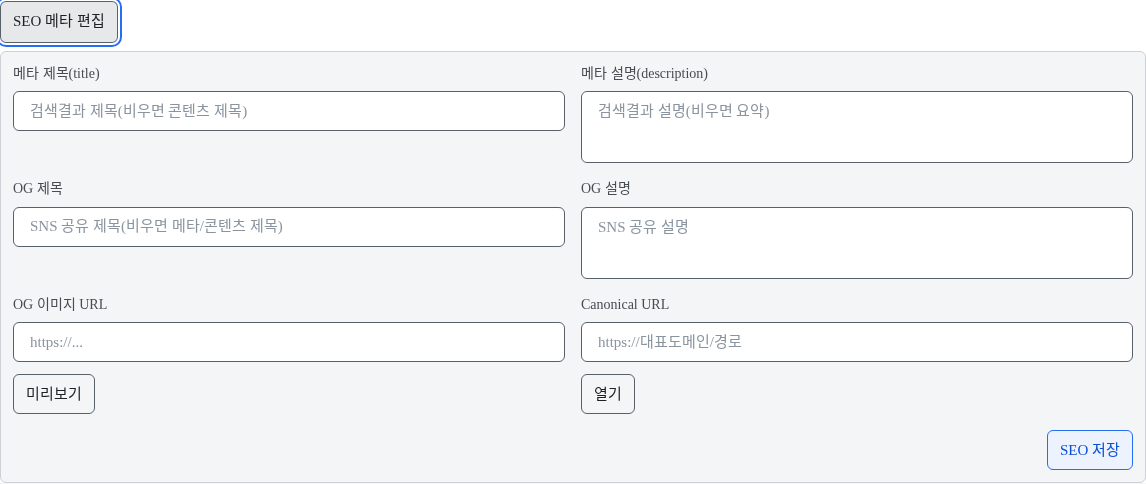 SEO 메타 편집
메타 제목(title)
메타 설명(description)
검색결과 제목(비우면 콘텐츠 제목)
검색결과 설명(비우면 요약)
OG 제목
OG 설명
SNS 공유 제목(비우면 메타/콘텐츠 제목)
SNS 공유 설명
OG 이미지 URL
Canonical URL
https://...
https://대표도메인/경로
미리보기
열기
SEO 저장